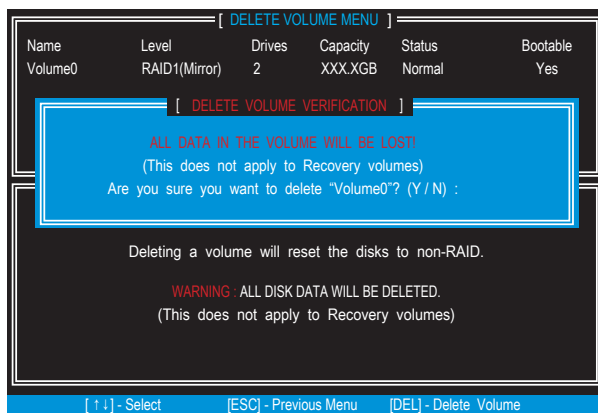 [ DELETE VOLUME MENU ]
Name Level Drives Capacity Status Bootable
Volume0 RAID1(Mirror) 2 XXX.XGB Normal Yes
[ DELETE VOLUME VERIFICATION ]
ALL DATA IN THE VOLUME WILL BE LOST!
(This does not apply to Recovery volumes)
Are you sure you want to delete “Volume0”? (Y / N) :
Deleting a volume will reset the disks to non-RAID.
WARNING : ALL DISK DATA WILL BE DELETED.
(This does not apply to Recovery volumes)
[ ↑↓] - Select [ESC] - Previous Menu [DEL] - Delete Volume